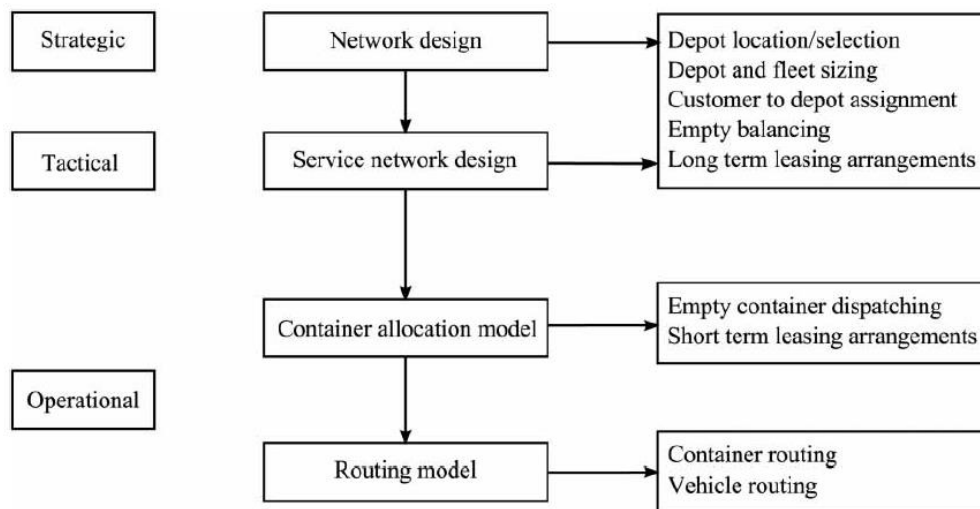 Strategic
Network design
Depot location/selection
Depot and fleet sizing
Customer to depot assignment
Empty balancing
Long term leasing arrangements
Tactical
Service network design
Container allocation model
Empty container dispatching
Short term leasing arrangements
Operational
Routing model
Container routing
Vehicle routing